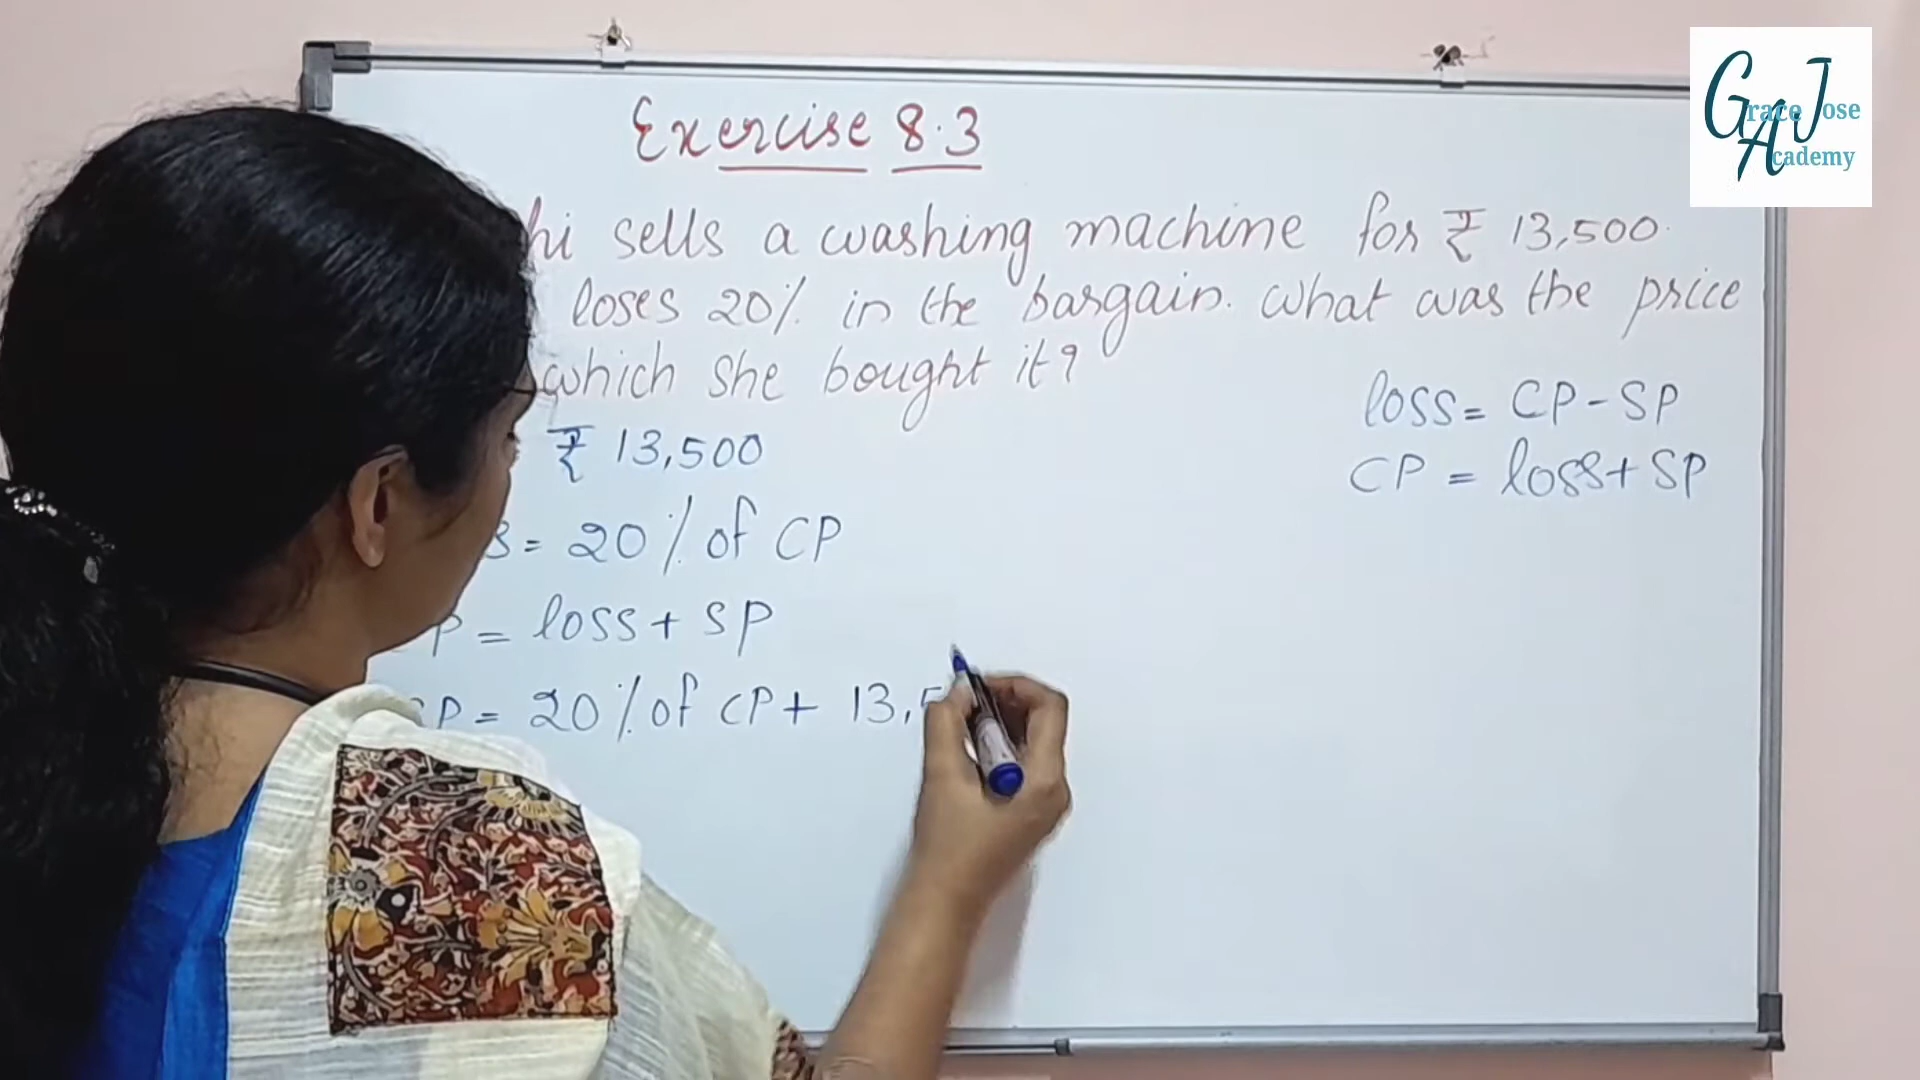 Exercise 8.3
sells a washing machine for ₹ 13,500.
loses 20% in the bargain. What was the price
which she bought it?
₹ 13,500
= 20% of CP
= loss + SP
= 20% of CP + 13,5
loss = CP - SP
CP = loss + SP
Grace Jose
Academy